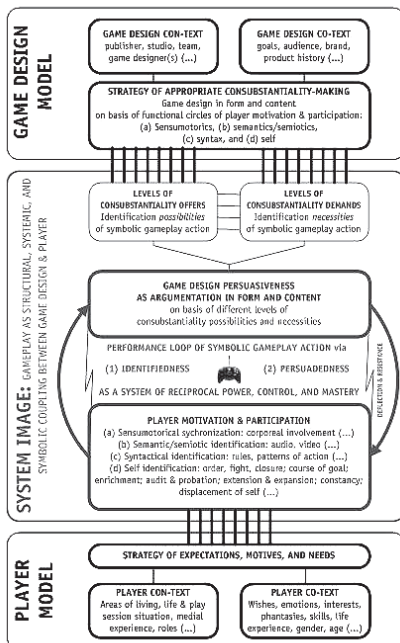 GAME DESIGN
MODEL
GAME DESIGN CON-TEXT
publisher, studio, team,
game designer(s) (...)
GAME DESIGN CO-TEXT
goals, audience, brand,
product history (...)
STRATEGY OF APPROPRIATE CONSUBSTANTIALITY-MAKING
Game design in form and content
on basis of functional circles of player motivation & participation:
(a) Sensumotorics, (b) semantics/semiotics,
(c) syntax, and (d) self
SYSTEM IMAGE: GAMEPLAY AS STRUCTURAL, SYSTEMIC, AND
SYMBOLIC COUPLING BETWEEN GAME DESIGN & PLAYER
LEVELS OF
CONSUBSTANTIALITY OFFERS
Identification possibilities
of symbolic gameplay action
LEVELS OF
CONSUBSTANTIALITY DEMANDS
Identification necessities
of symbolic gameplay action
GAME DESIGN PERSUASIVENESS
AS ARGUMENTATION IN FORM AND CONTENT
on basis of different levels of
consubstantiality possibilities and necessities
PERFORMANCE LOOP OF SYMBOLIC GAMEPLAY ACTION via
(1) IDENTIFIEDNESS
(2) PERSUADEDNESS
AS A SYSTEM OF RECIPROCAL POWER, CONTROL, AND MASTERY
DEFLECTION & RESISTENCE
PLAYER MOTIVATION & PARTICIPATION
(a) Sensumotorical sychronization: corporeal involvement (...)
(b) Semantic/semiotic identification: audio, video (...)
(c) Syntactical identification: rules, patterns of action (...)
(d) Self identification: order, fight, closure; course of goal;
enrichment; audit & probation; extension & expansion; constancy;
displacement of self (...)
PLAYER
MODEL
STRATEGY OF EXPECTATIONS, MOTIVES, AND NEEDS
PLAYER CON-TEXT
Areas of living, life & play
session situation, medial
experience, roles (...)
PLAYER CO-TEXT
Wishes, emotions, interests,
phantasies, skills, life
experience, gender, age (...)